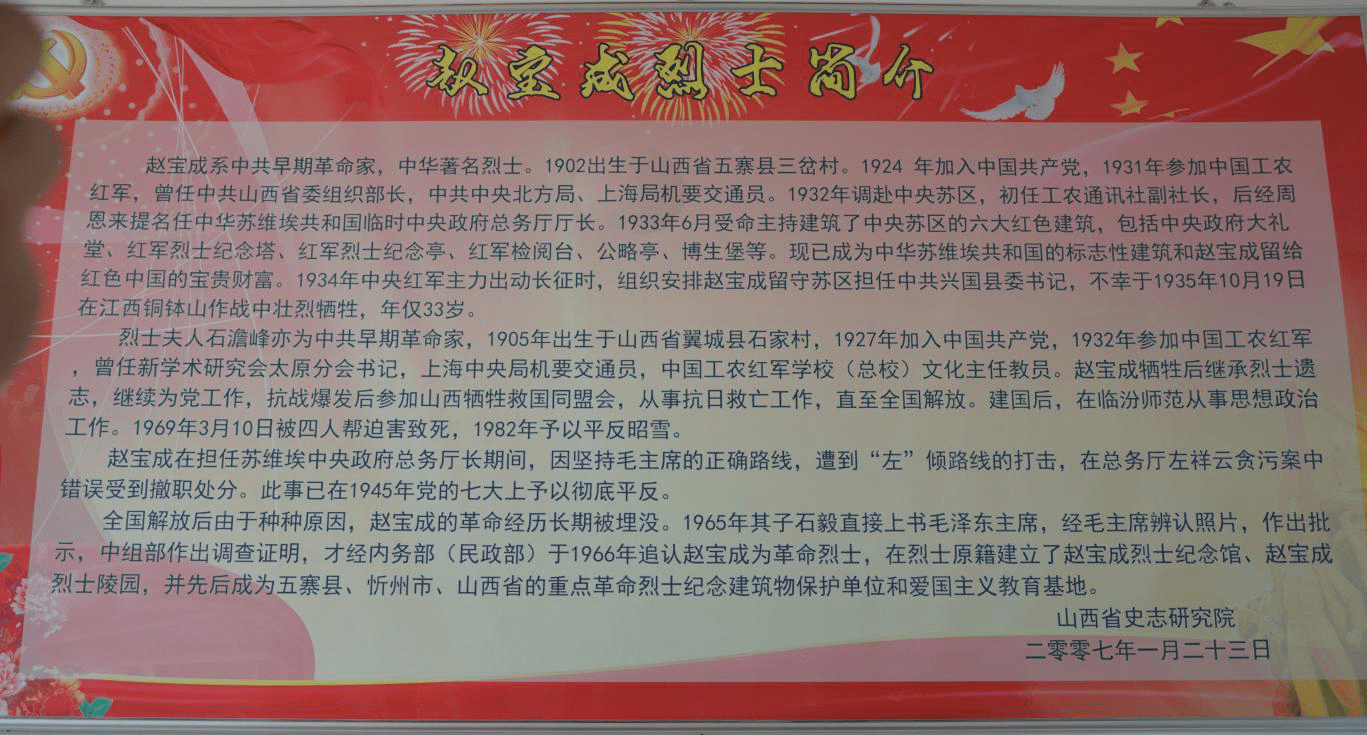 赵宝成烈士简介
赵宝成系中共早期革命家，中华著名烈士。1902出生于山西省五寨县三岔村。1924 年加入中国共产党，1931年参加中国工农
红军，曾任中共山西省委组织部长，中共中央北方局、上海局机要交通员。1932年调赴中央苏区，初任工农通讯社副社长，后经周
恩来提名任中华苏维埃共和国临时中央政府总务厅厅长。1933年6月受命主持建筑了中央苏区的六大红色建筑，包括中央政府大礼
堂、红军烈士纪念塔、红军烈士纪念亭、红军检阅台、公略亭、博生堡等。现已成为中华苏维埃共和国的标志性建筑和赵宝成留给
红色中国的宝贵财富。1934年中央红军主力出动长征时，组织安排赵宝成留守苏区担任中共兴国县委书记，不幸于1935年10月19日
在江西铜钵山作战中壮烈牺牲，年仅33岁。
烈士夫人石澹峰亦为中共早期革命家，1905年出生于山西省翼城县石家村，1927年加入中国共产党，1932年参加中国工农红军
，曾任新学术研究会太原分会书记，上海中央局机要交通员，中国工农红军学校（总校）文化主任教员。赵宝成牺牲后继承烈士遗
志，继续为党工作，抗战爆发后参加山西牺牲救国同盟会，从事抗日救亡工作，直至全国解放。建国后，在临汾师范从事思想政治
工作。1969年3月10日被四人帮迫害致死，1982年予以平反昭雪。
赵宝成在担任苏维埃中央政府总务厅长期间，因坚持毛主席的正确路线，遭到“左”倾路线的打击，在总务厅左祥云贪污案中
错误受到撤职处分。此事已在1945年党的七大上予以彻底平反。
全国解放后由于种种原因，赵宝成的革命经历长期被埋没。1965年其子石毅直接上书毛泽东主席，经毛主席辨认照片，作出批
示，中组部作出调查证明，才经内务部（民政部）于1966年追认赵宝成为革命烈士，在烈士原籍建立了赵宝成烈士纪念馆、赵宝成
烈士陵园，并先后成为五寨县、忻州市、山西省的重点革命烈士纪念建筑物保护单位和爱国主义教育基地。
山西省史志研究院
二零零七年一月二十三日